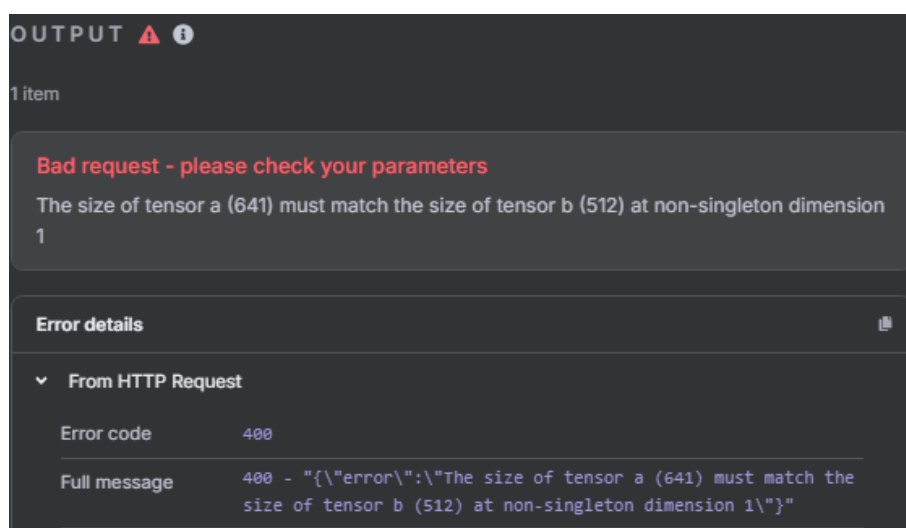 OUTPUT
1 item
Bad request - please check your parameters
The size of tensor a (641) must match the size of tensor b (512) at non-singleton dimension
1
Error details
From HTTP Request
Error code 400
Full message 400 - "{\"error\":\"The size of tensor a (641) must match the
size of tensor b (512) at non-singleton dimension 1\"}"